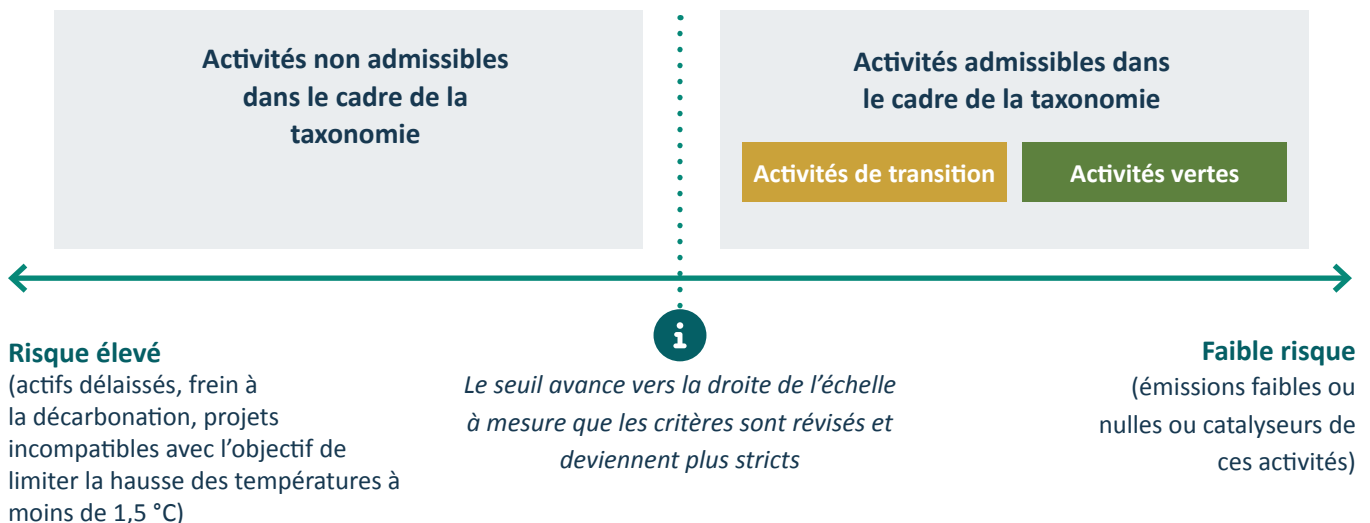 Activités non admissibles
dans le cadre de la
taxonomie
Activités admissibles dans
le cadre de la taxonomie
Activités de transition
Activités vertes
Risque élevé
(actifs délaissés, frein à
la décarbonation, projets
incompatibles avec l’objectif de
limiter la hausse des températures à
moins de 1,5 °C)
i
Le seuil avance vers la droite de l’échelle
à mesure que les critères sont révisés et
deviennent plus stricts
Faible risque
(émissions faibles ou
nulles ou catalyseurs de
ces activités)